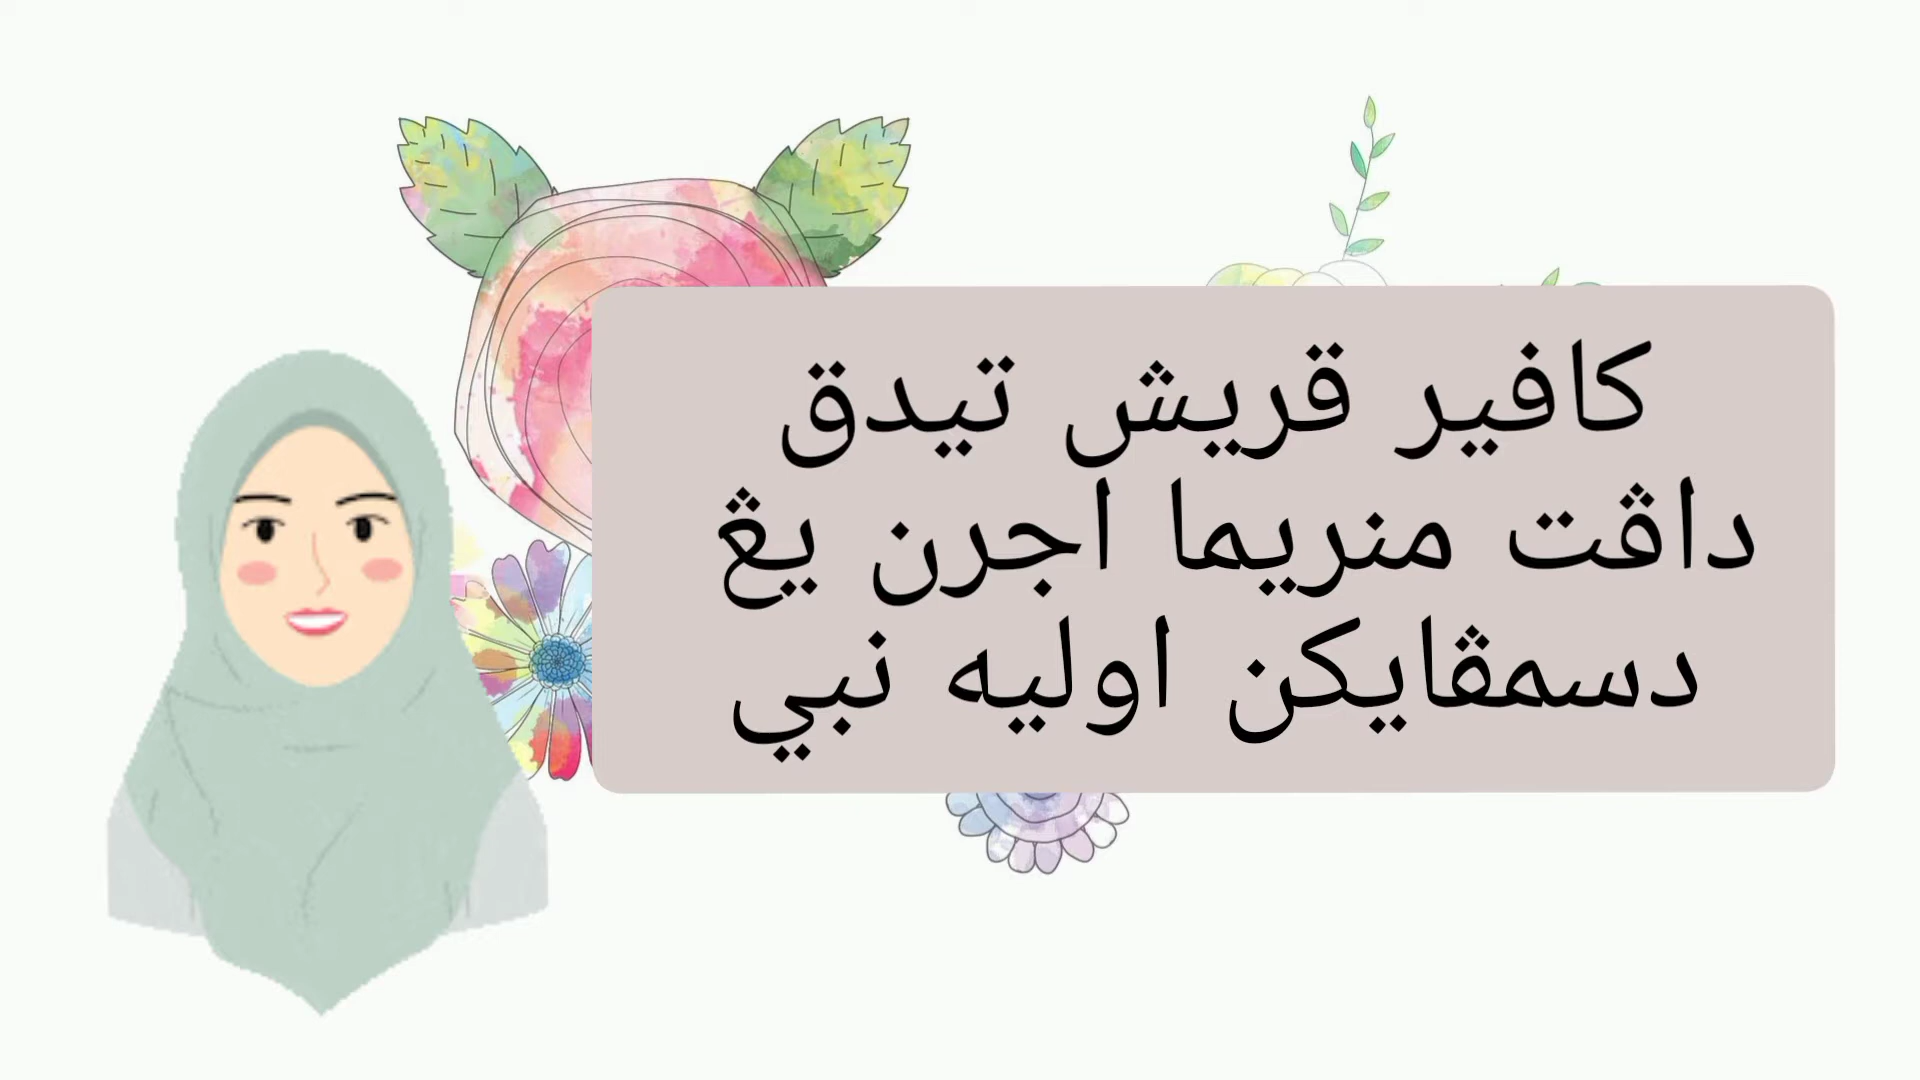 كافير قريش تيدق
داڤت منريما اجرن يڠ
دسمڤايكن اوليه نبي